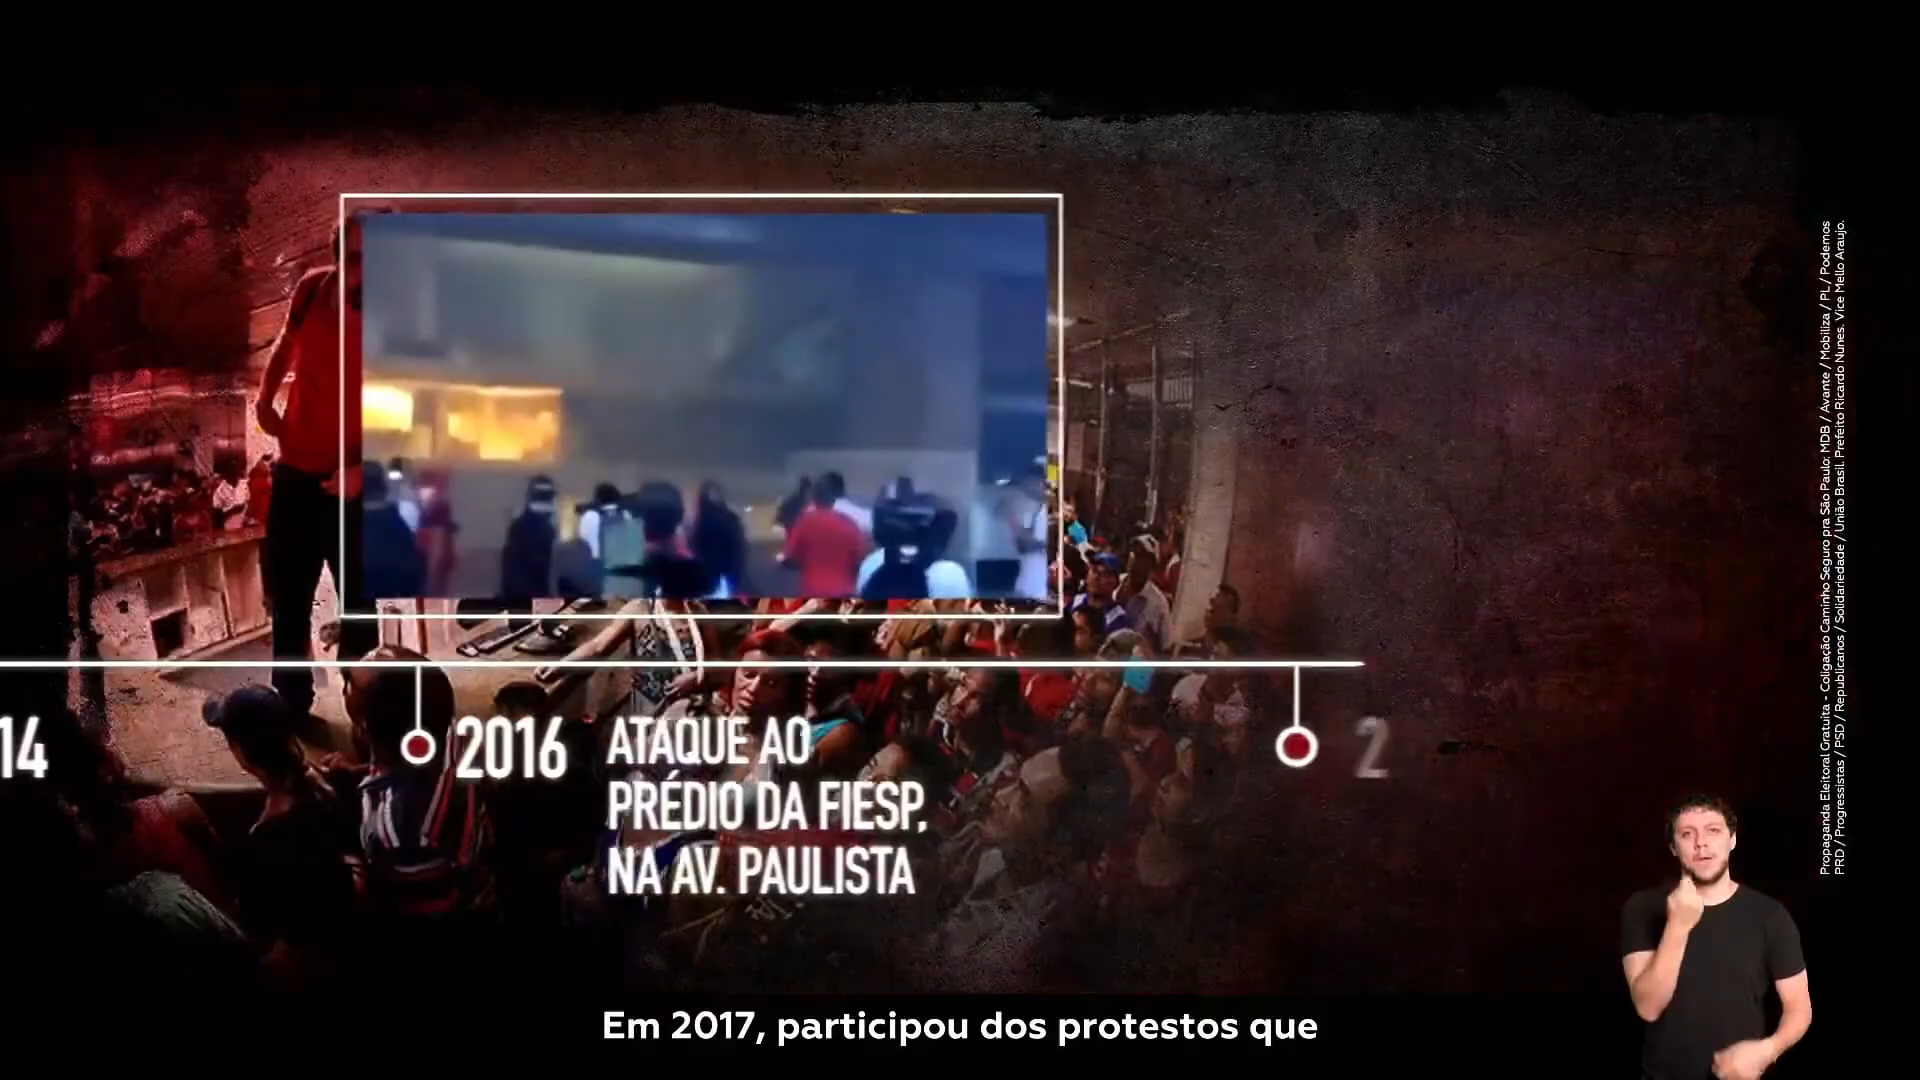 14
2016
ATAQUE AO
PRÉDIO DA FIESP,
NA AV. PAULISTA
2
Em 2017, participou dos protestos que
Propaganda Eleitoral Gratuita - Coligação Caminho Seguro pra São Paulo: MDB / Avante / Mobiliza / PL / Podemos
PRD / Progressistas / PSD / Republicanos / Solidariedade / União Brasil. Prefeito Ricardo Nunes. Vice Mello Araujo.